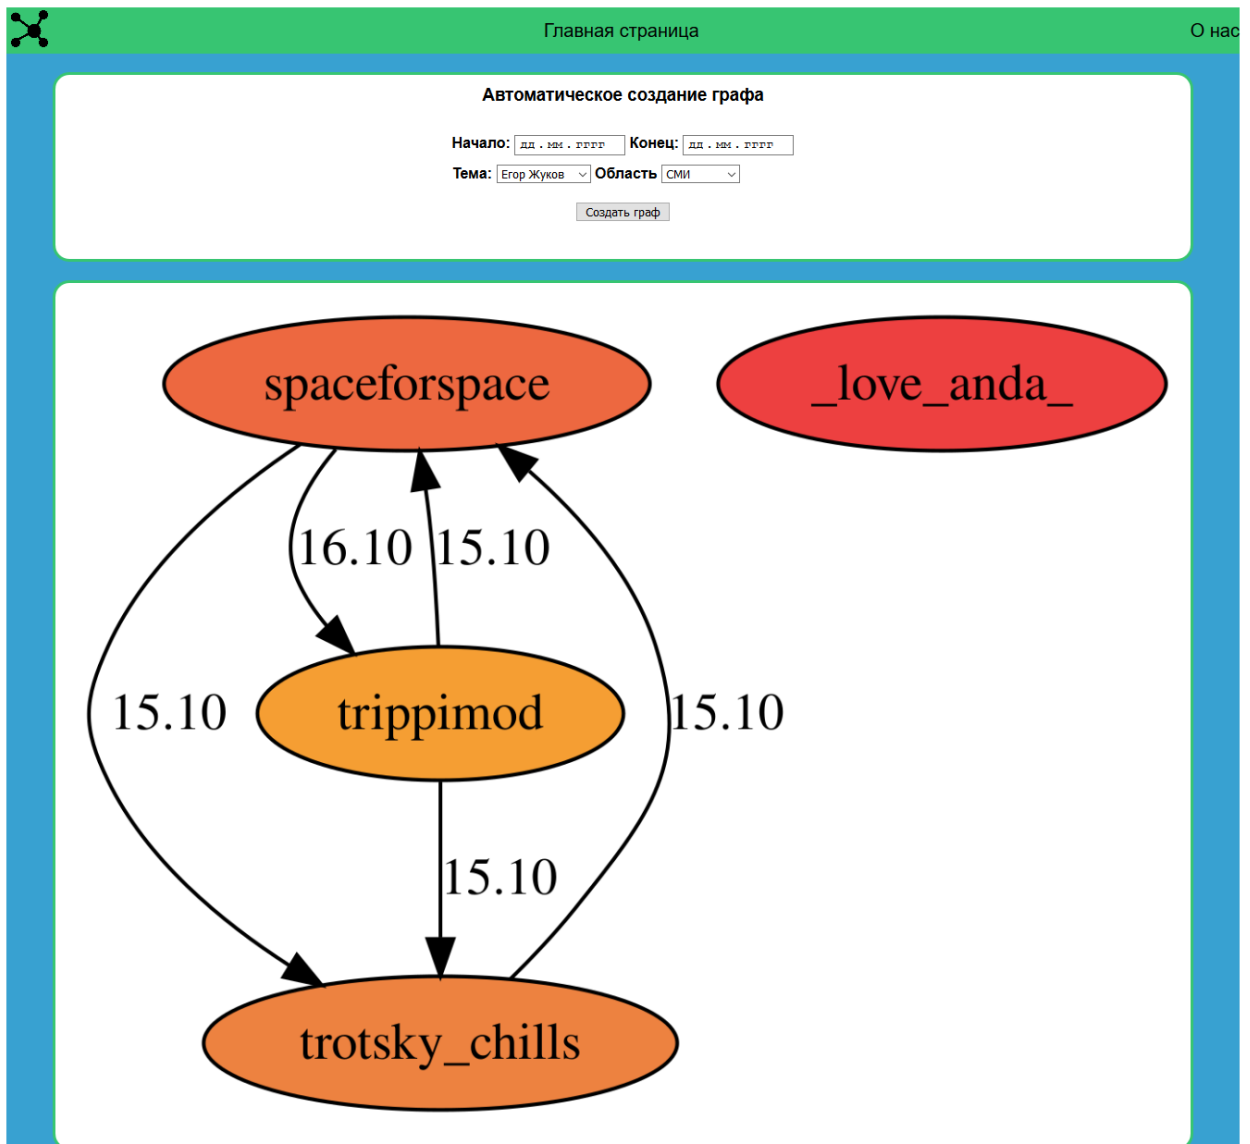 Главная страница
О нас
Автоматическое создание графа
Начало: дд.мм.гггг Конец: дд.мм.гггг
Тема: Егор Жуков Область СМИ
Создать граф
spaceforspace
_love_anda_
16.10
15.10
trippimod
15.10
15.10
15.10
trotsky_chills